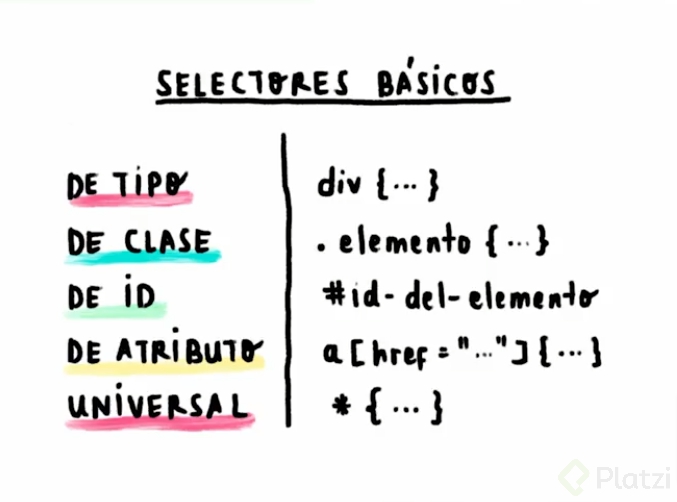 SELECTORES BÁSICOS
DE TIPO div {... }
DE CLASE . elemento {...}
DE ID #id-del-elemento
DE ATRIBUTO a[href="..."]{...}
UNIVERSAL * {...}
Platzi